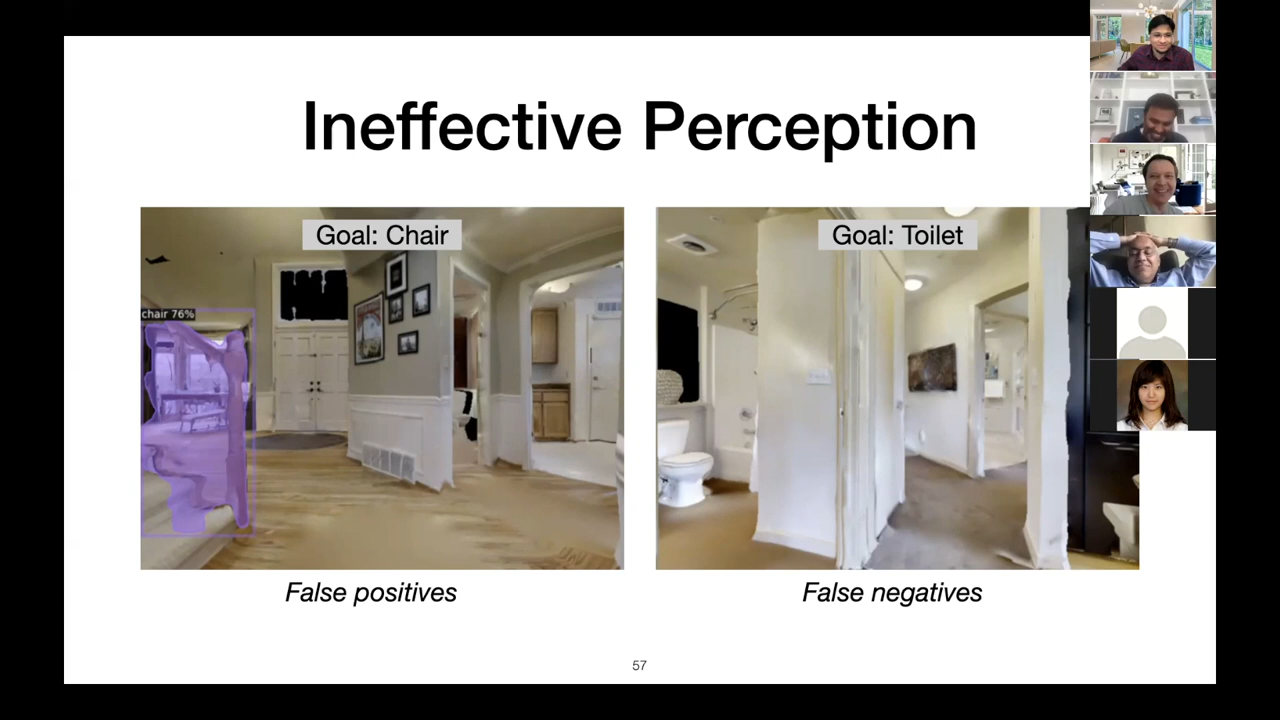 Ineffective Perception
Goal: Chair
Goal: Toilet
chair 76%
False positives
False negatives
57